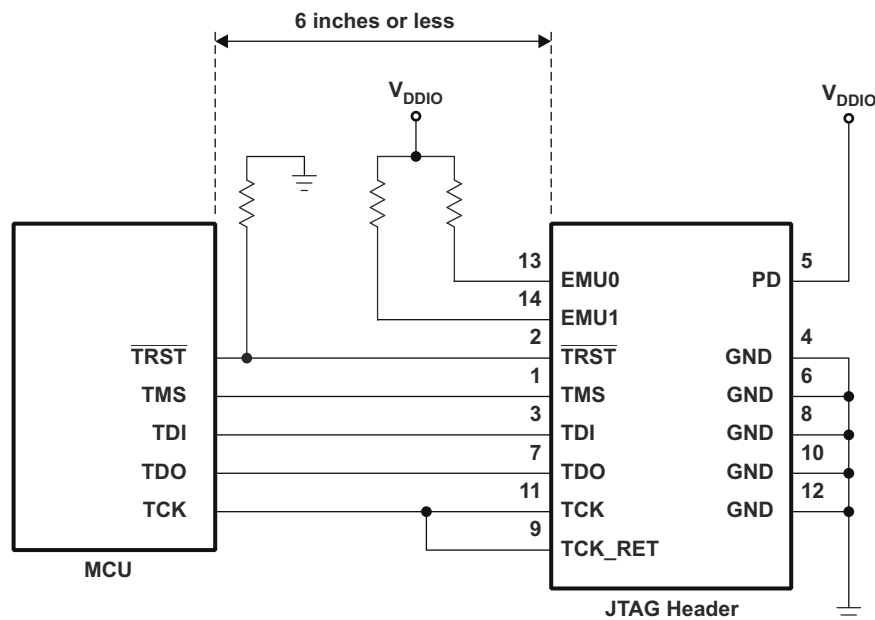 6 inches or less
VDDIO
VDDIO
13
EMU0
PD
5
14
EMU1
2
4
TRST
TRST
GND
1
6
TMS
TMS
GND
3
8
TDI
TDI
GND
7
10
TDO
TDO
GND
11
12
TCK
TCK
GND
9
TCK_RET
MCU
JTAG Header